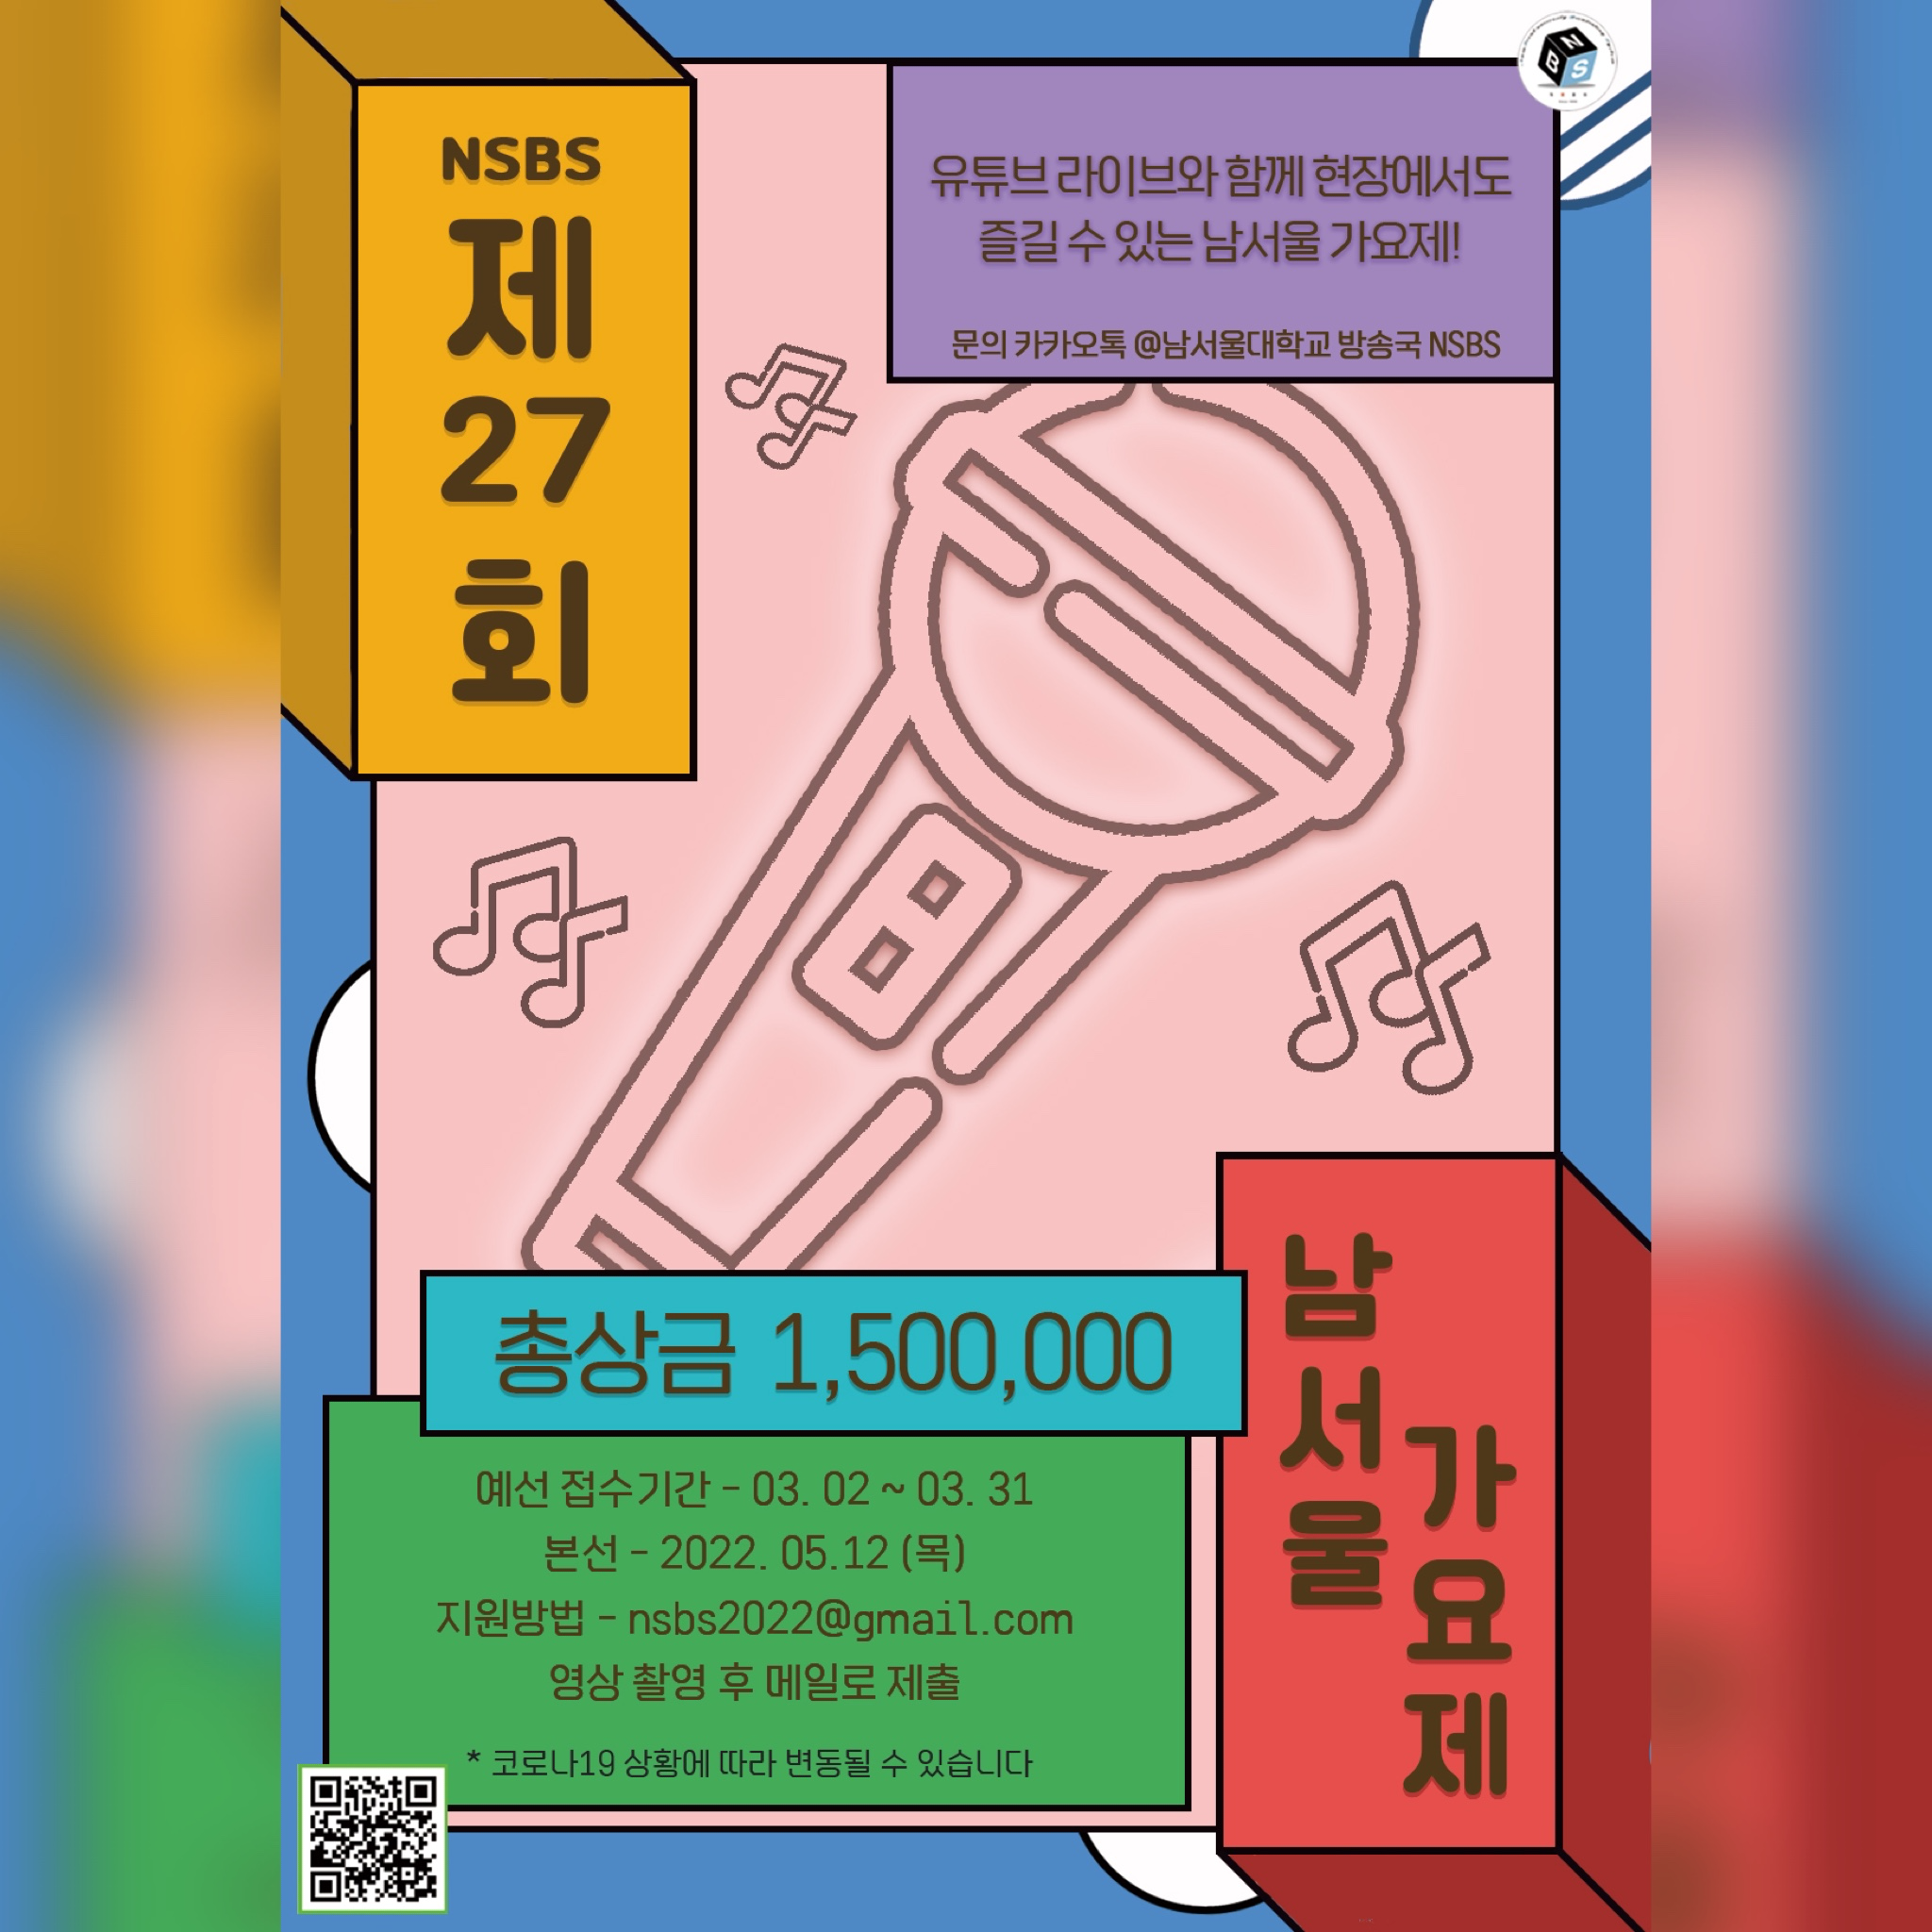 NSBS
제
27
회
유튜브 라이브와 함께 현장에서도
즐길 수 있는 남서울 가요제!
문의 카카오톡 @남서울대학교 방송국 NSBS
N
B S
총상금 1,500,000
예선 접수기간 - 03. 02 ~ 03. 31
본선 - 2022. 05.12 (목)
지원방법 - nsbs2022@gmail.com
영상 촬영 후 메일로 제출
* 코로나19 상황에 따라 변동될 수 있습니다
남서울
가요제